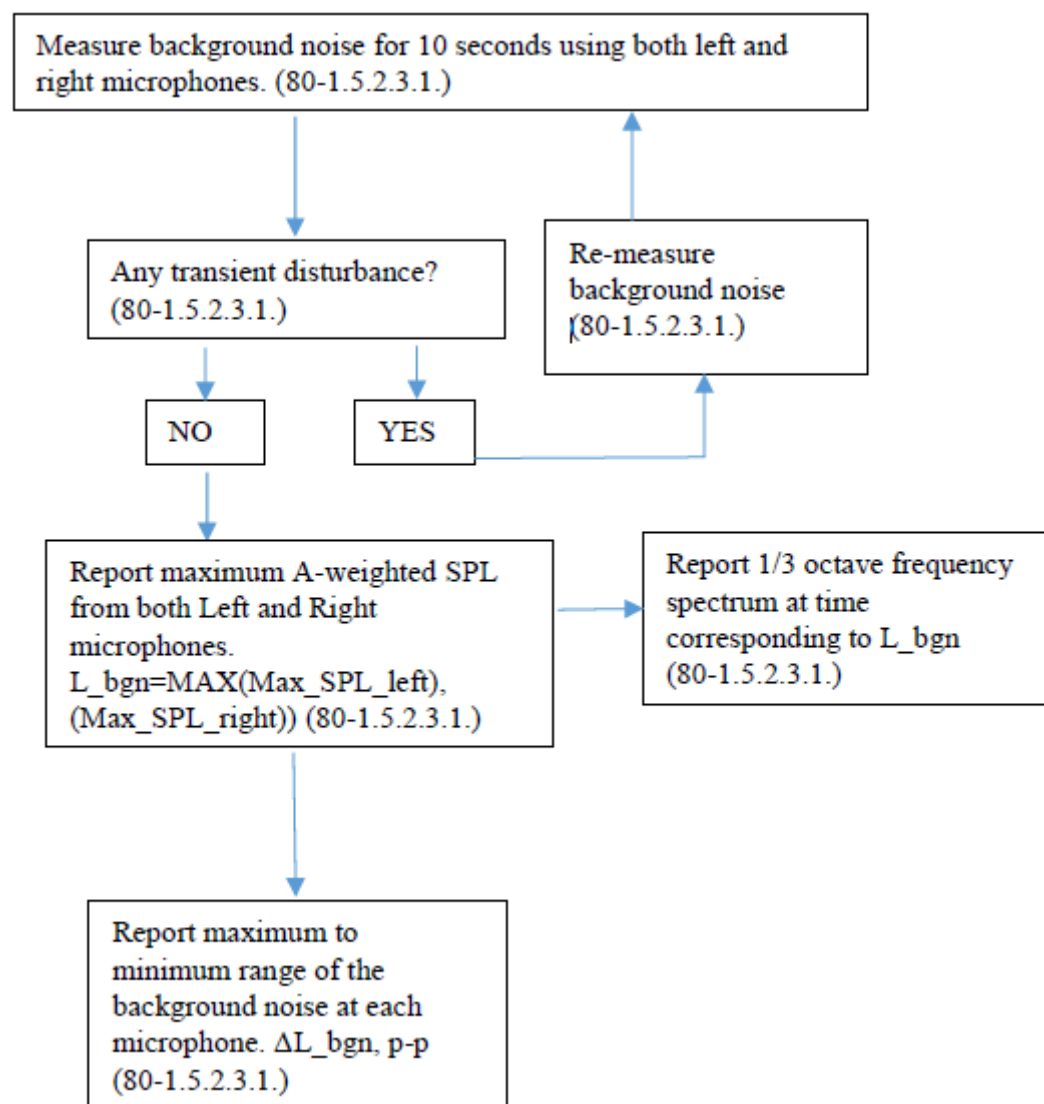 Measure background noise for 10 seconds using both left and
right microphones. (80-1.5.2.3.1.)
Any transient disturbance?
(80-1.5.2.3.1.)
Re-measure
background noise
(80-1.5.2.3.1.)
NO
YES
Report maximum A-weighted SPL
from both Left and Right
microphones.
L_bgn=MAX(Max_SPL_left),
(Max_SPL_right)) (80-1.5.2.3.1.)
Report 1/3 octave frequency
spectrum at time
corresponding to L_bgn
(80-1.5.2.3.1.)
Report maximum to
minimum range of the
background noise at each
microphone. ΔL_bgn, p-p
(80-1.5.2.3.1.)